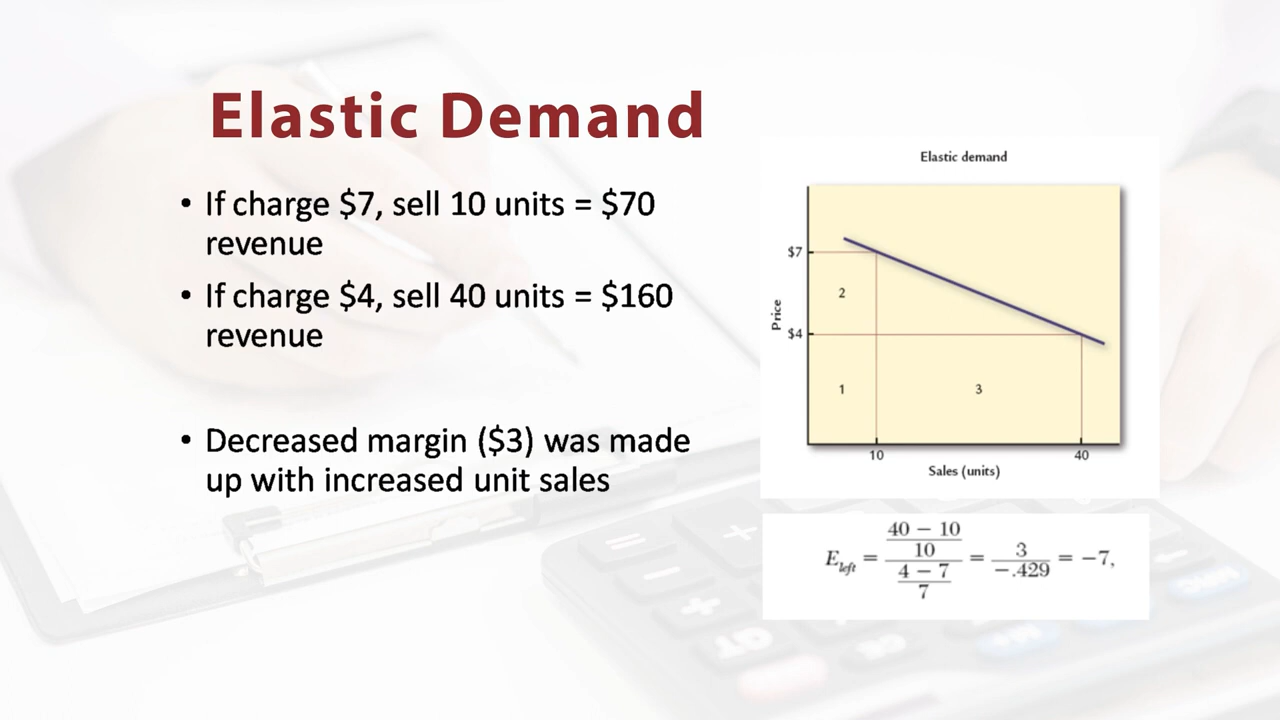 Elastic Demand
• If charge $7, sell 10 units = $70
revenue
• If charge $4, sell 40 units = $160
revenue
• Decreased margin ($3) was made
up with increased unit sales
Elastic demand
$7
2
Price
$4
1
3
10
40
Sales (units)
40 − 10
10
4 − 7
7
E left = = 3 / −.429 = −7,